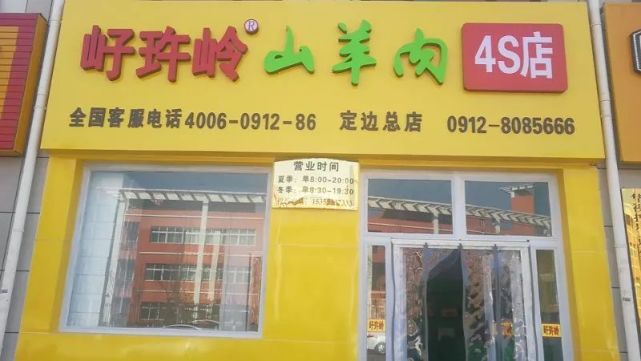 好玝岭® 山羊肉 4S店
全国客服电话4006-0912-86 定边总店 0912-8085666
营业时间
夏季：早8:00-20:00
冬季：早8:30-19:30